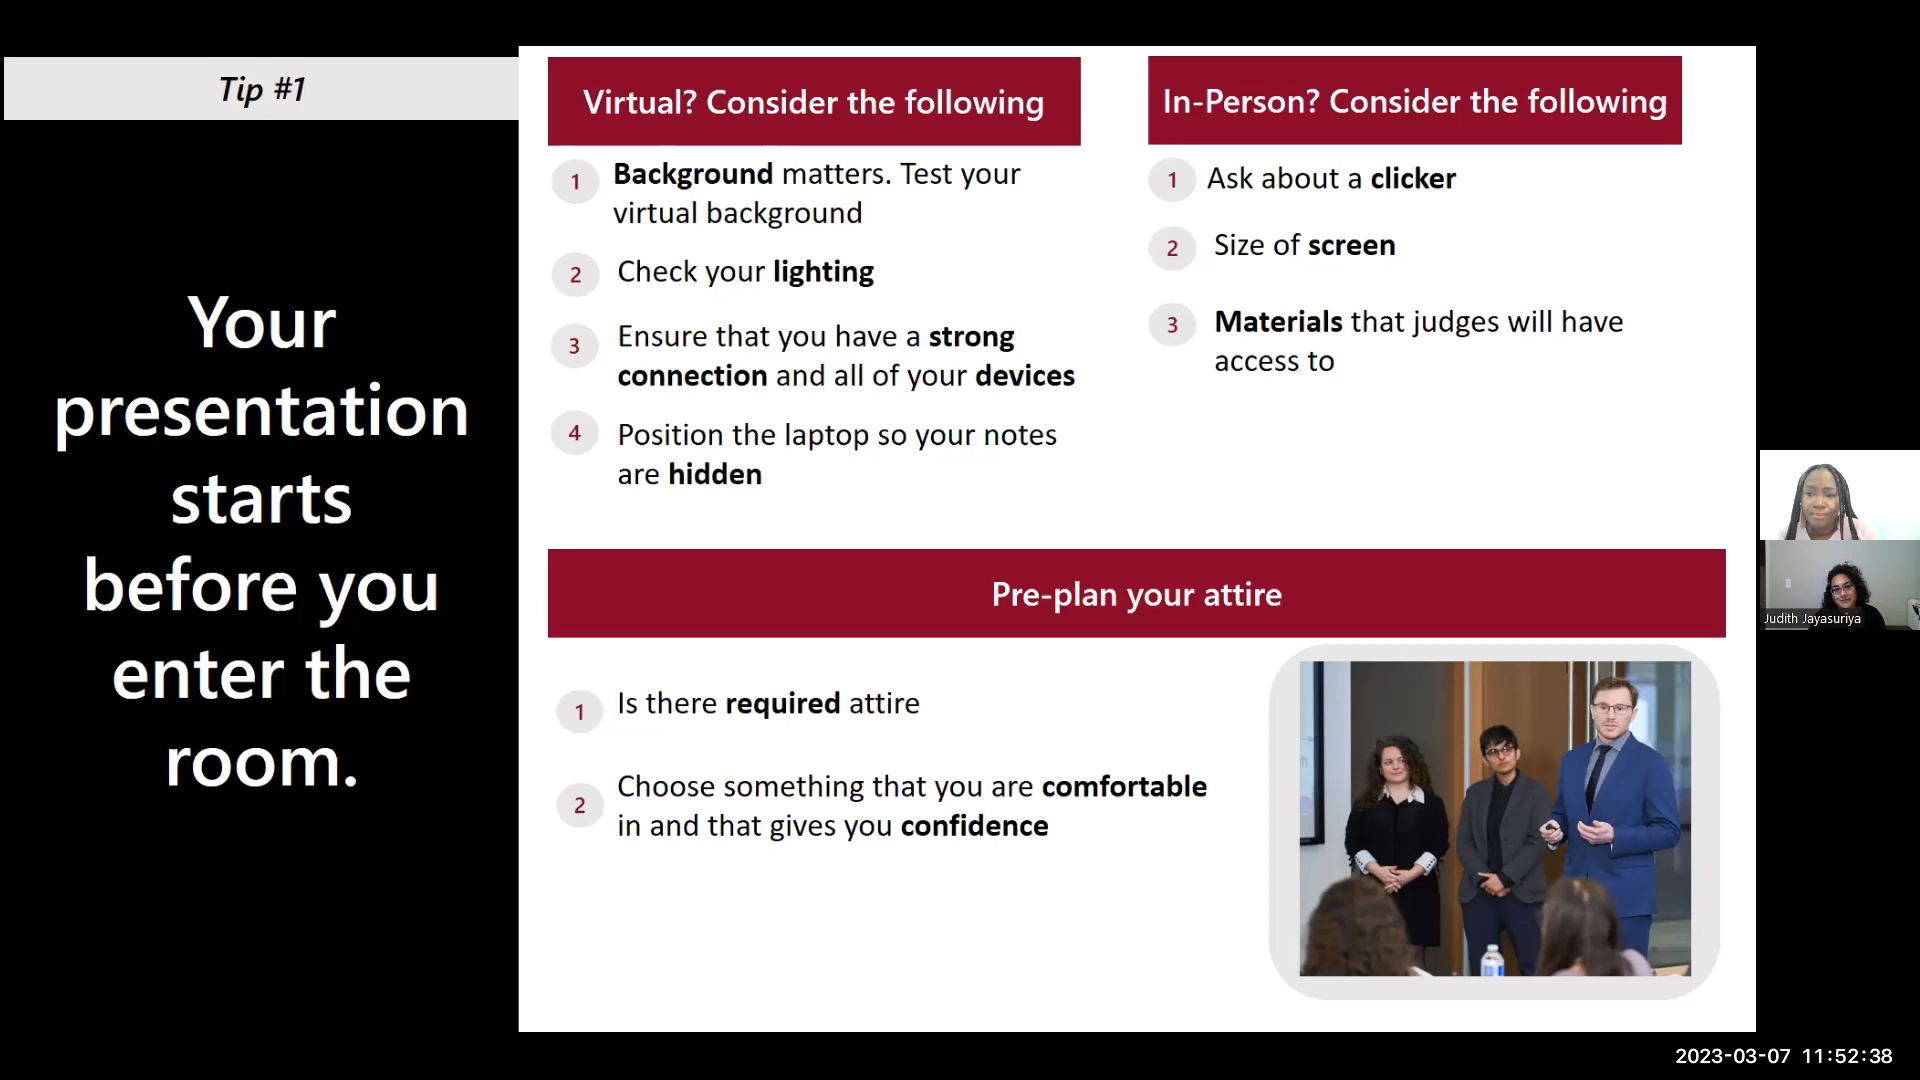 Tip #1
Your
presentation
starts
before you
enter the
room.
Virtual? Consider the following
1 Background matters. Test your
virtual background
2 Check your lighting
3 Ensure that you have a strong
connection and all of your devices
4 Position the laptop so your notes
are hidden
In-Person? Consider the following
1 Ask about a clicker
2 Size of screen
3 Materials that judges will have
access to
Pre-plan your attire
1 Is there required attire
2 Choose something that you are comfortable
in and that gives you confidence
Judith Jayasuriya
2023-03-07 11:52:38